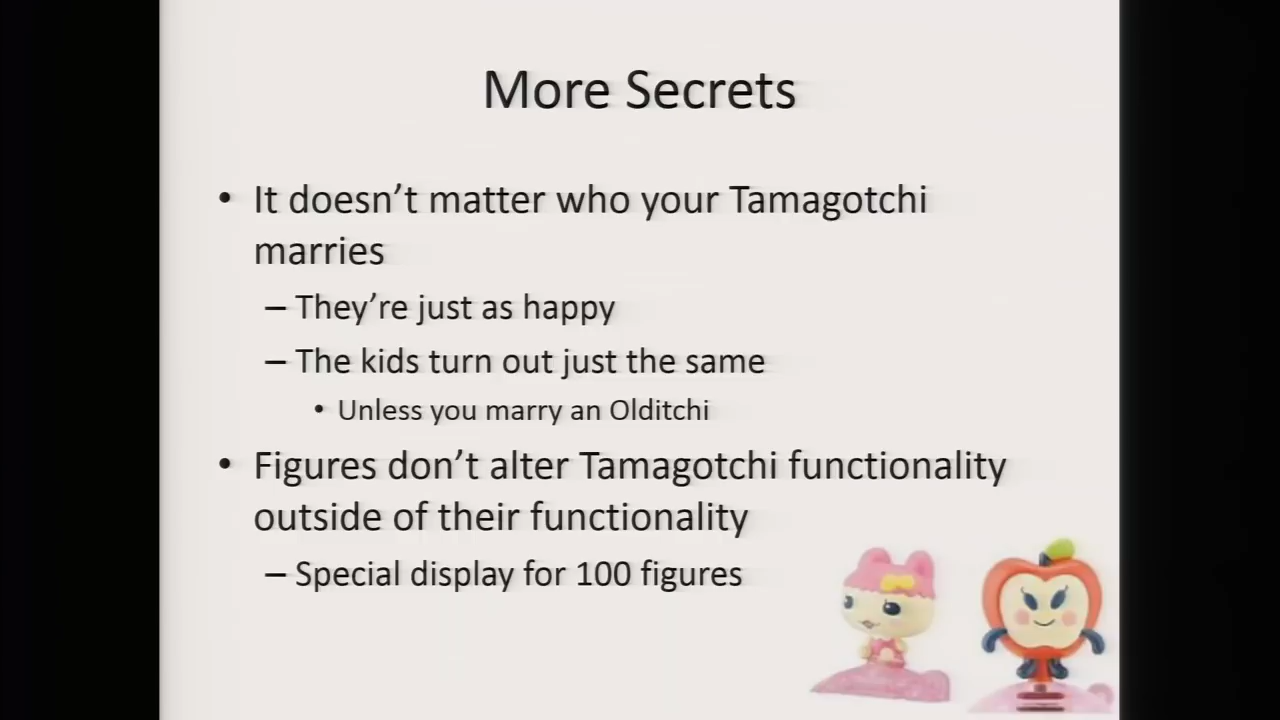 More Secrets
• It doesn't matter who your Tamagotchi
marries
– They're just as happy
– The kids turn out just the same
• Unless you marry an Olditchi
• Figures don't alter Tamagotchi functionality
outside of their functionality
– Special display for 100 figures